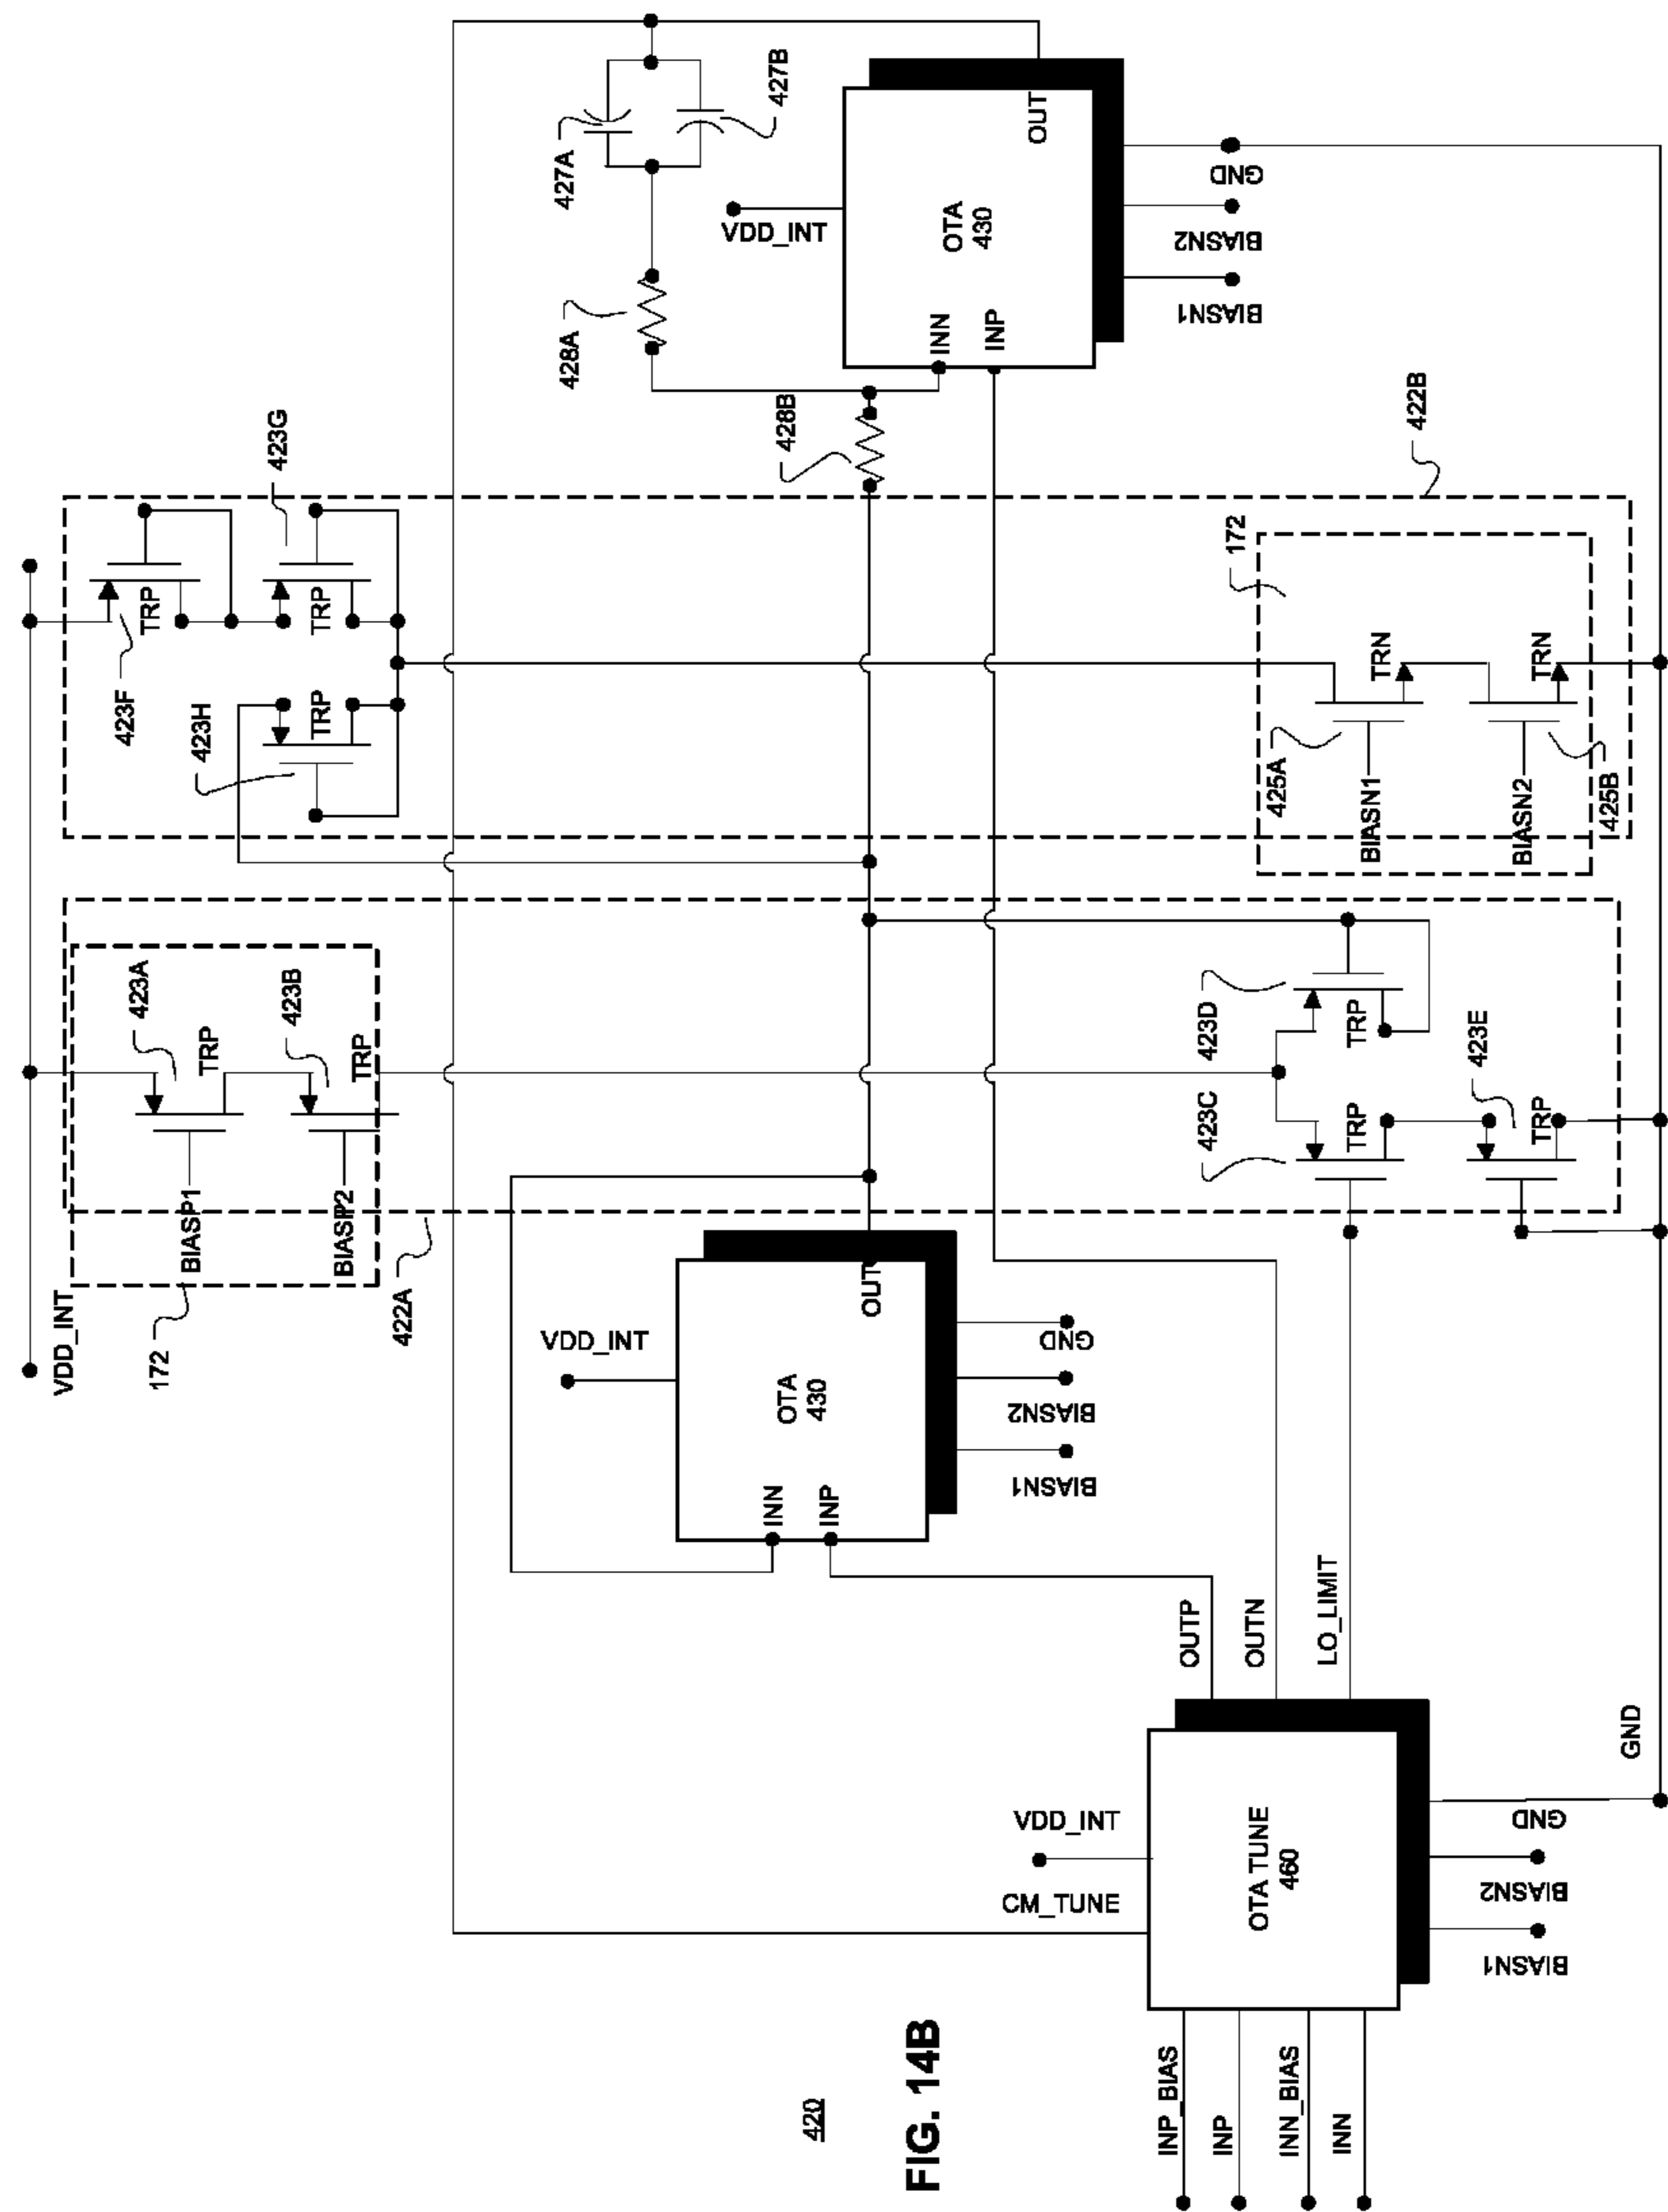 427B
427A
OUT
GND
VDD_INT
OTA
430
BIASN2
BIASN1
428A
INN
INP
428B
423G
422B
TRP
TRP
172
423F
TRP
423H
TRN
TRN
425A
BIASN1
BIASN2
425B
423A
423B
TRP
TRP
423D
TRP
423E
423C
TRP
TRP
BIASP1
BIASP2
VDD_INT
172
422A
OUT
VDD_INT
GND
OTA
430
BIASN2
BIASN1
INN
INP
OUTP
OUTN
LO_LIMIT
GND
VDD_INT
CM_TUNE
OTA TUNE
460
GND
BIASN2
BIASN1
INP_BIAS
INP
INN_BIAS
INN
420
FIG. 14B